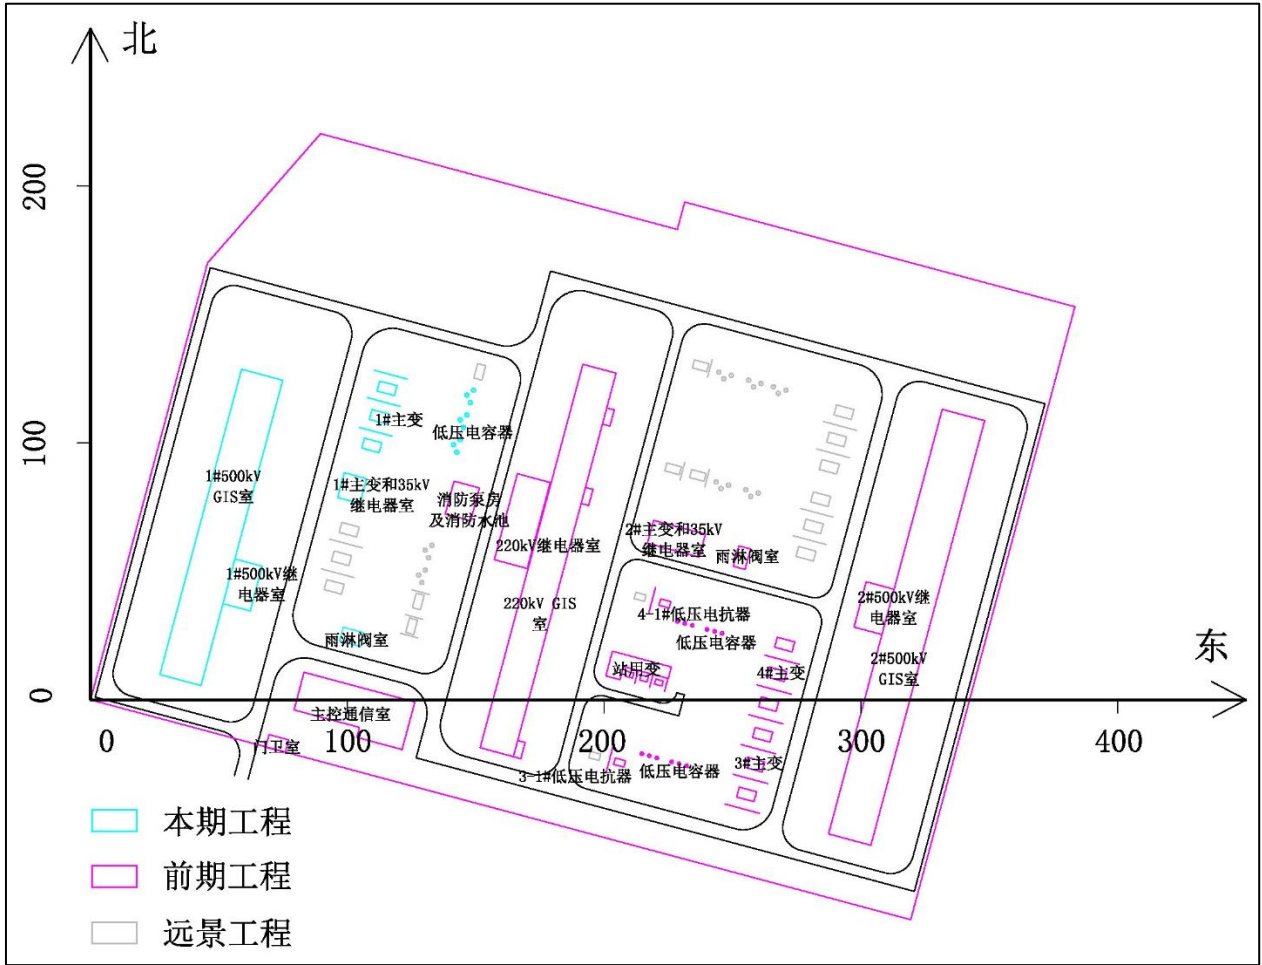 北
200
100
0
1#主变
低压电容器
1#500kV
GIS室
1#主变和35kV
继电器室
消防泵房
及消防水池
220kV继电器室
2#主变和35kV
继电器室
雨淋阀室
1#500kV继
电器室
220kV GIS
室
4-1#低压电抗器
低压电容器
2#500kV继
电器室
雨淋阀室
站用变
4#主变
2#500kV
GIS室
东
主控通信室
门卫室
0
100
200
300
400
3-1#低压电抗器
低压电容器
3#主变
本期工程
前期工程
远景工程